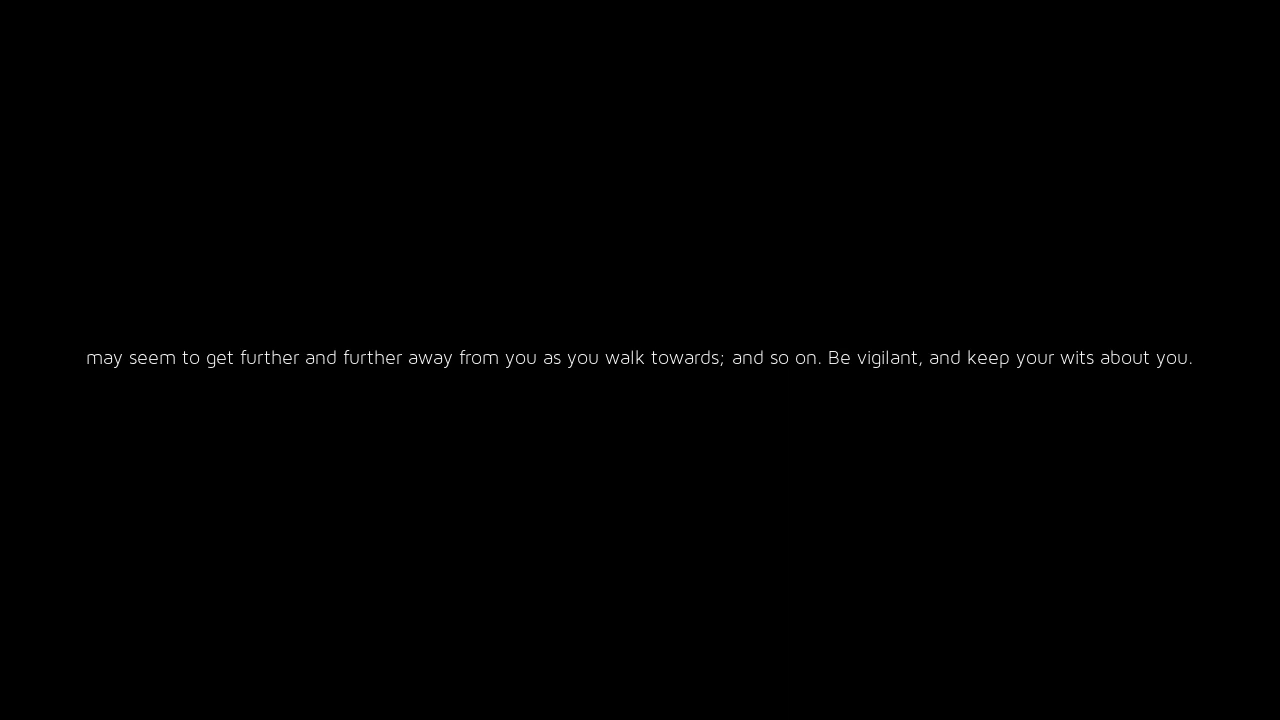 may seem to get further and further away from you as you walk towards; and so on. Be vigilant, and keep your wits about you.